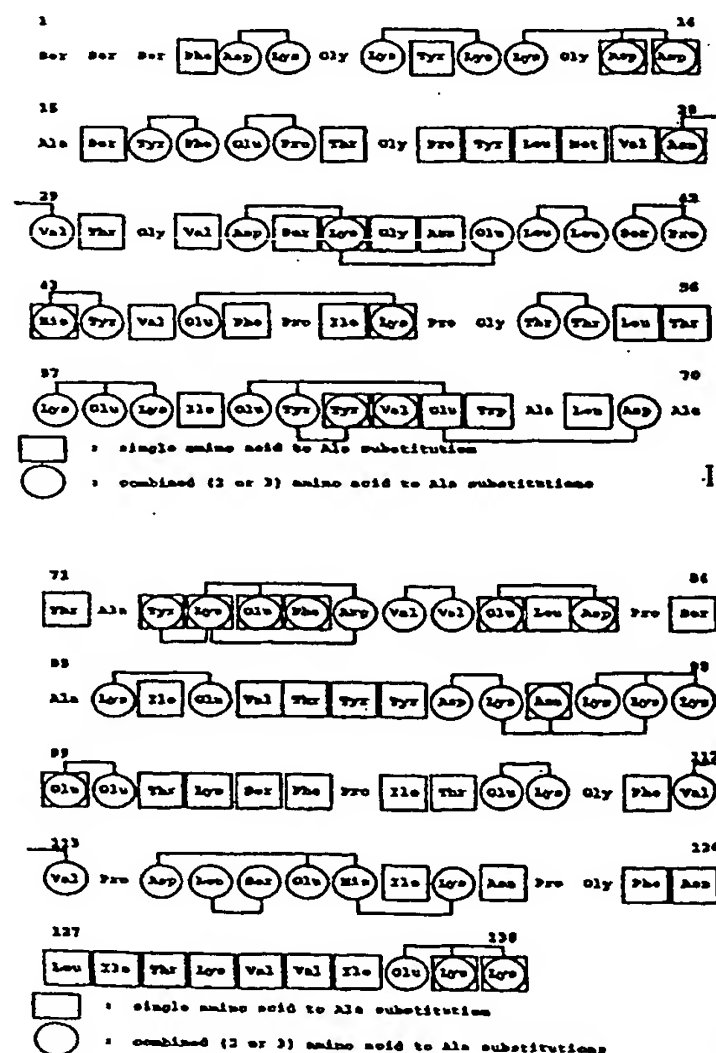 1 14
Ser Ser Ser Phe Asp Lys Gly Lys Tyr Lys Lys Gly Asp Asp
15 28
Ala Ser Tyr Phe Glu Pro Thr Gly Pro Tyr Leu Met Val Asn
29 42
Val Thr Gly Val Asp Ser Lys Gly Asn Glu Leu Leu Ser Pro
43 56
His Tyr Val Glu Phe Pro Ile Lys Pro Gly Thr Thr Leu Thr
57 70
Lys Glu Lys Ile Glu Tyr Tyr Val Glu Trp Ala Leu Asp Ala
: single amino acid to Ala substitution
: combined (2 or 3) amino acid to Ala substitutions
71 84
Thr Ala Tyr Lys Glu Phe Arg Val Val Glu Leu Asp Pro Ser
85 98
Ala Lys Ile Glu Val Thr Tyr Tyr Asp Lys Asn Lys Lys Lys
99 112
Glu Glu Thr Lys Ser Phe Pro Ile Thr Glu Lys Gly Phe Val
113 126
Val Pro Asp Leu Ser Glu His Ile Lys Asn Pro Gly Phe Asn
127 138
Leu Ile Thr Lys Val Val Ile Glu Lys Lys
: single amino acid to Ala substitution
: combined (2 or 3) amino acid to Ala substitutions